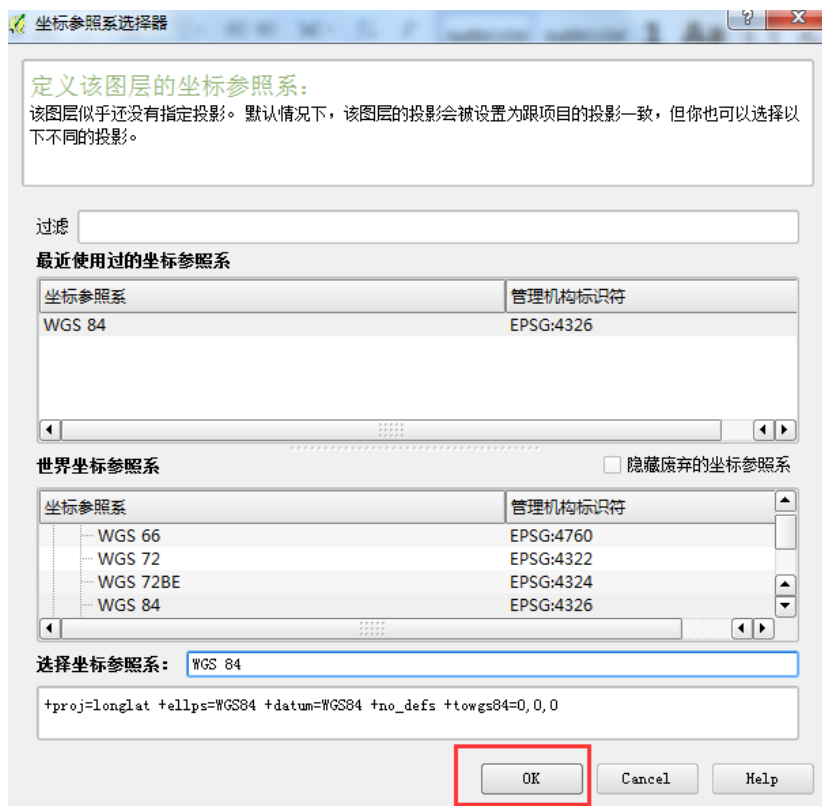 坐标参照系选择器
定义该图层的坐标参照系:
该图层似乎还没有指定投影。 默认情况下，该图层的投影会被设置为跟项目的投影一致，但你也可以选择以
下不同的投影。
过滤
最近使用过的坐标参照系
坐标参照系 管理机构标识符
WGS 84 EPSG:4326
世界坐标参照系 隐藏废弃的坐标参照系
坐标参照系 管理机构标识符
WGS 66 EPSG:4760
WGS 72 EPSG:4322
WGS 72BE EPSG:4324
WGS 84 EPSG:4326
选择坐标参照系: WGS 84
+proj=longlat +ellps=WGS84 +datum=WGS84 +no_defs +towgs84=0,0,0
OK Cancel Help